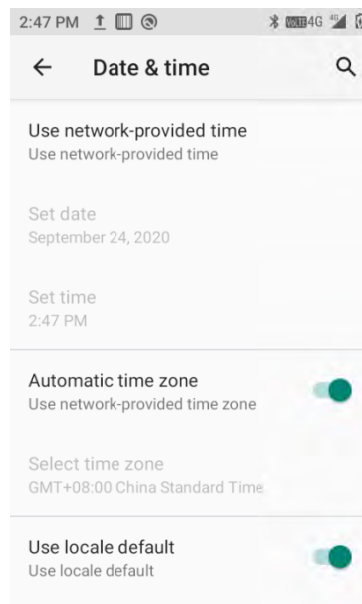 2:47 PM 4G 4G
Date & time
Use network-provided time
Use network-provided time
Set date
September 24, 2020
Set time
2:47 PM
Automatic time zone
Use network-provided time zone
Select time zone
GMT+08:00 China Standard Time
Use locale default
Use locale default